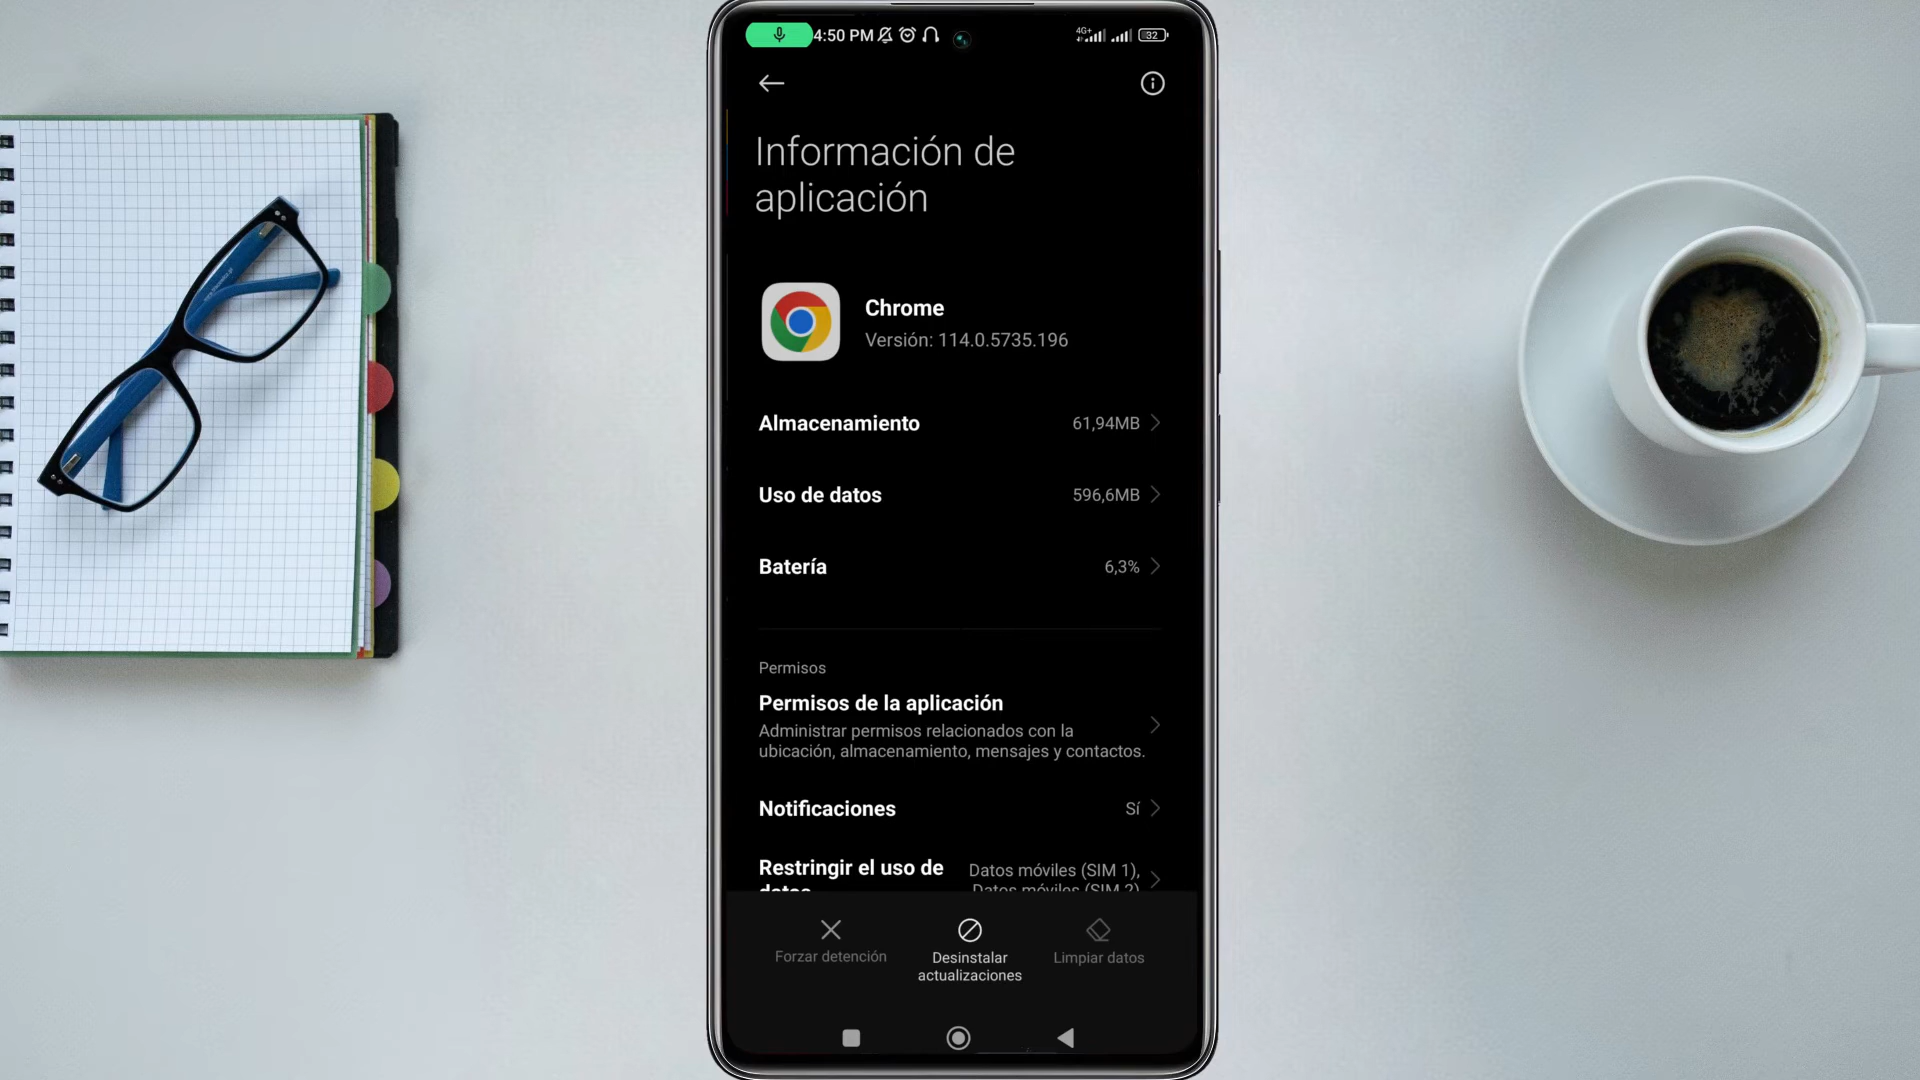 4:50 PM
4G+
32
Información de
aplicación
Chrome
Versión: 114.0.5735.196
Almacenamiento 61,94MB
Uso de datos 596,6MB
Batería 6,3%
Permisos
Permisos de la aplicación
Administrar permisos relacionados con la
ubicación, almacenamiento, mensajes y contactos.
Notificaciones Sí
Restringir el uso de Datos móviles (SIM 1),
datos Datos móviles (SIM 2)
Forzar detención
Desinstalar
actualizaciones
Limpiar datos